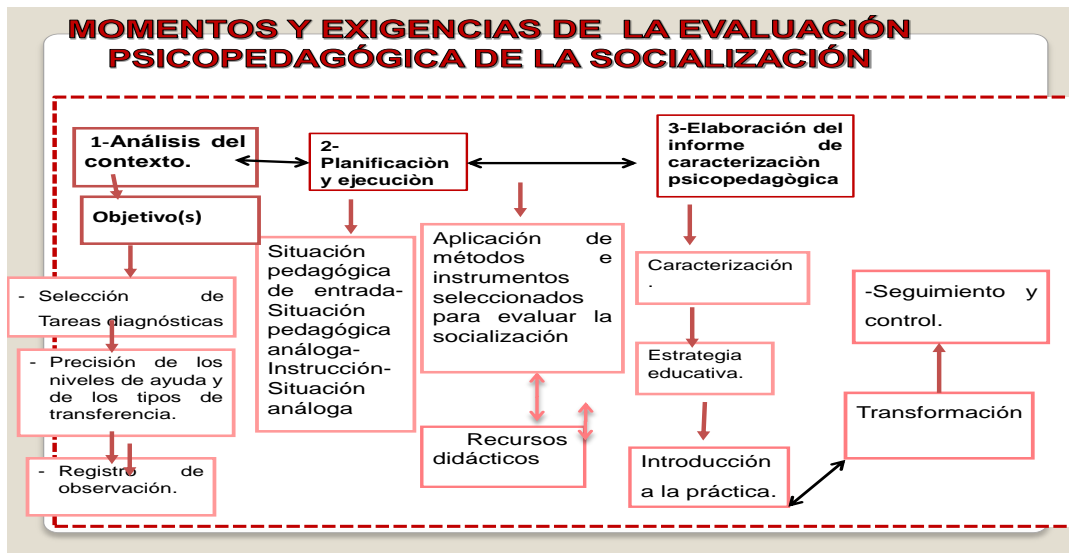 MOMENTOS Y EXIGENCIAS DE LA EVALUACIÓN
PSICOPEDAGÓGICA DE LA SOCIALIZACIÓN
1-Análisis del
contexto.
Objetivo(s)
- Selección de
Tareas diagnósticas
- Precisión de los
niveles de ayuda y
de los tipos de
transferencia.
- Registro de
observación.
2-
Planificaciòn
y ejecuciòn
Situación
pedagógica
de entrada-
Situación
pedagógica
análoga-
Instrucción-
Situación
análoga
Aplicación de
métodos e
instrumentos
seleccionados
para evaluar la
socialización
Recursos
didácticos
3-Elaboración del
informe de
caracterizaciòn
psicopedagògica
Caracterización
.
Estrategia
educativa.
Introducción
a la práctica.
Transformación
-Seguimiento y
control.